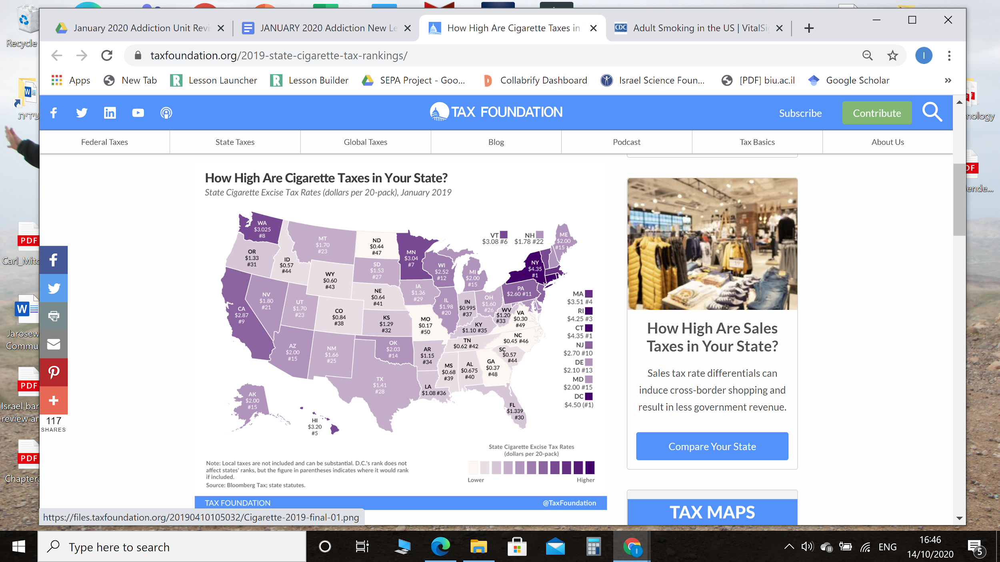 Recycle
עידית
Carl_Mitc
Jarosew
Commu
Israel bar
review ar
mology
ende...
January 2020 Addiction Unit Revi
JANUARY 2020 Addiction New Le
How High Are Cigarette Taxes in
CDC
Adult Smoking in the US | VitalSi
taxfoundation.org/2019-state-cigarette-tax-rankings/
I
Apps
New Tab
Lesson Launcher
Lesson Builder
SEPA Project - Goo...
Collabrify Dashboard
Israel Science Foun...
[PDF] biu.ac.il
Google Scholar
»
TAX FOUNDATION
Subscribe
Contribute
Federal Taxes
State Taxes
Global Taxes
Blog
Podcast
Tax Basics
About Us
How High Are Cigarette Taxes in Your State?
State Cigarette Excise Tax Rates (dollars per 20-pack), January 2019
WA
$3.025
#8
OR
$1.33
#31
ID
$0.57
#44
MT
$1.70
#23
WY
$0.60
#43
ND
$0.44
#47
SD
$1.53
#27
NE
$0.64
#41
MN
$3.04
#7
WI
$2.52
#12
MI
$2.00
#15
VT
$3.08 #6
NH
$1.78 #22
ME
$2.00
#15
NY
$4.35
#1
PA
$2.60 #11
CA
$2.87
#9
NV
$1.80
#21
UT
$1.70
#23
CO
$0.84
#38
KS
$1.29
#32
IA
$1.36
#29
MO
$0.17
#50
IL
$1.98
#20
IN
$0.995
#37
OH
$1.60
#26
WV
$1.20
#33
VA
$0.30
#49
KY
$1.10 #35
NC
$0.45 #46
TN
$0.62 #42
SC
$0.57
#44
AZ
$2.00
#15
NM
$1.66
#25
OK
$2.03
#14
AR
$1.15
#34
MS
$0.68
#39
AL
$0.675
#40
GA
$0.37
#48
TX
$1.41
#28
LA
$1.08 #36
FL
$1.339
#30
AK
$2.00
#15
HI
$3.20
#5
MA
$3.51 #4
RI
$4.25 #3
CT
$4.35 #1
NJ
$2.70 #10
DE
$2.10 #13
MD
$2.00 #15
DC
$4.50 (#1)
State Cigarette Excise Tax Rates
(dollars per 20-pack)
Lower
Higher
Note: Local taxes are not included and can be substantial. D.C.'s rank does not
affect states' ranks, but the figure in parentheses indicates where it would rank
if included.
Source: Bloomberg Tax; state statutes.
TAX FOUNDATION
@TaxFoundation
117
SHARES
PDF
PDF
PDF
Chapter
How High Are Sales
Taxes in Your State?
Sales tax rate differentials can
induce cross-border shopping and
result in less government revenue.
Compare Your State
TAX MAPS
https://files.taxfoundation.org/20190410105032/Cigarette-2019-final-01.png
Type here to search
ENG
16:46
14/10/2020
5